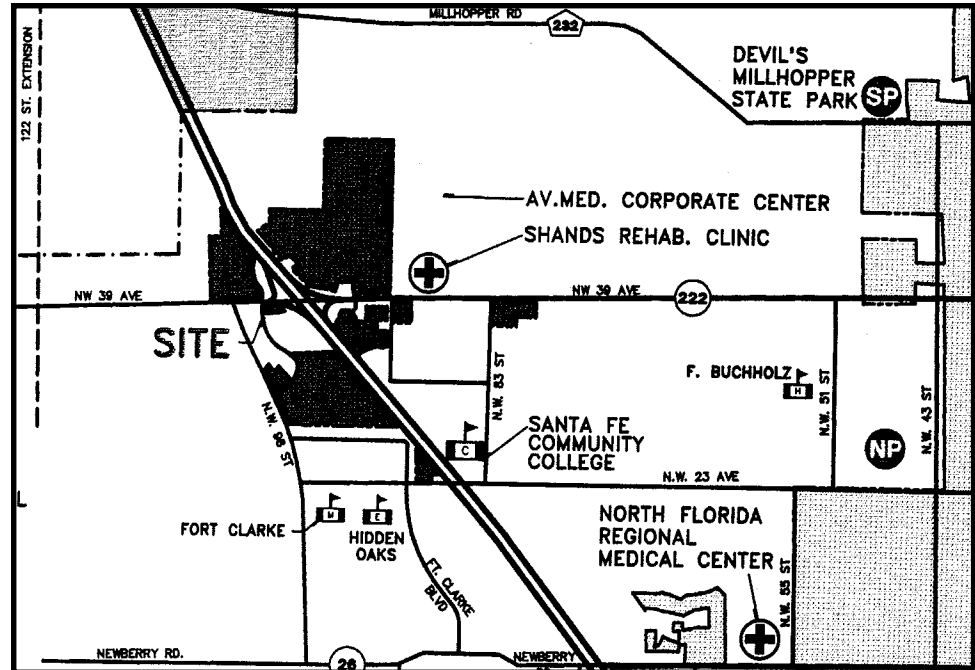 MILLHOPPER RD
232
122 ST. EXTENSION
DEVIL'S
MILLHOPPER
STATE PARK
SP
AV.MED. CORPORATE CENTER
SHANDS REHAB. CLINIC
NW 39 AVE
NW 39 AVE
222
SITE
F. BUCHHOLZ
H
N.W. 83 ST
N.W. 51 ST
N.W. 43 ST
N.W. 98 ST
SANTA FE
COMMUNITY
COLLEGE
C
NP
N.W. 23 AVE
L
FORT CLARKE
M
E
HIDDEN
OAKS
NORTH FLORIDA
REGIONAL
MEDICAL CENTER
FT. CLARKE
BLVD
N.W. 55 ST
NEWBERRY RD.
26
NEWBERRY